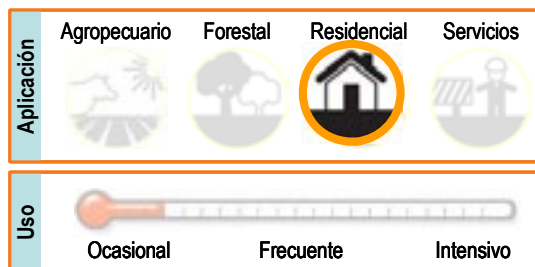 Aplicación
Agropecuario Forestal Residencial Servicios
Uso
Ocasional Frecuente Intensivo